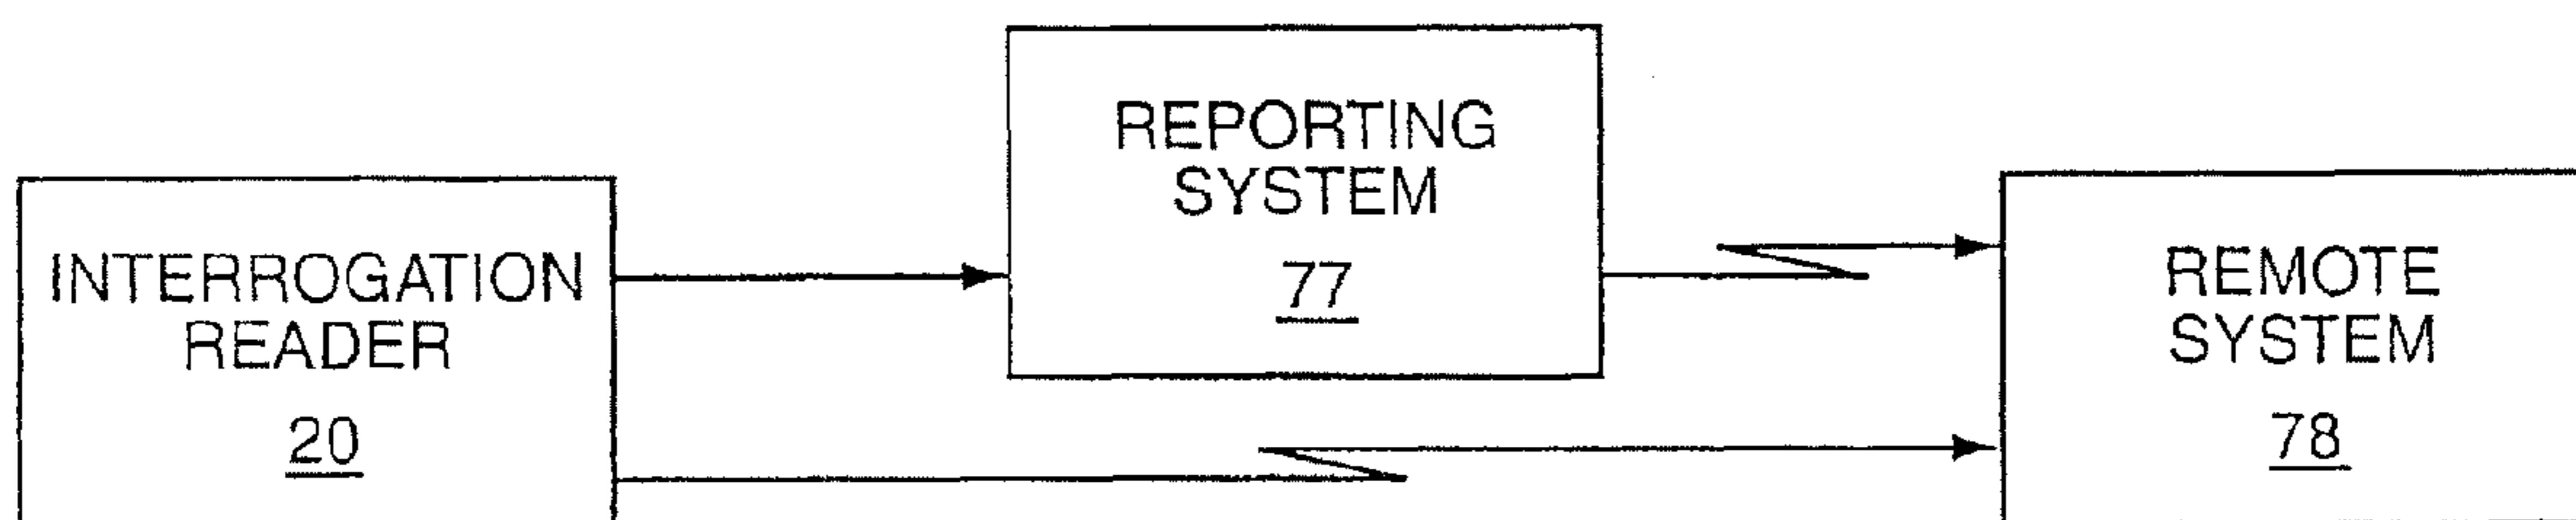 INTERROGATION
READER
20
REPORTING
SYSTEM
77
REMOTE
SYSTEM
78